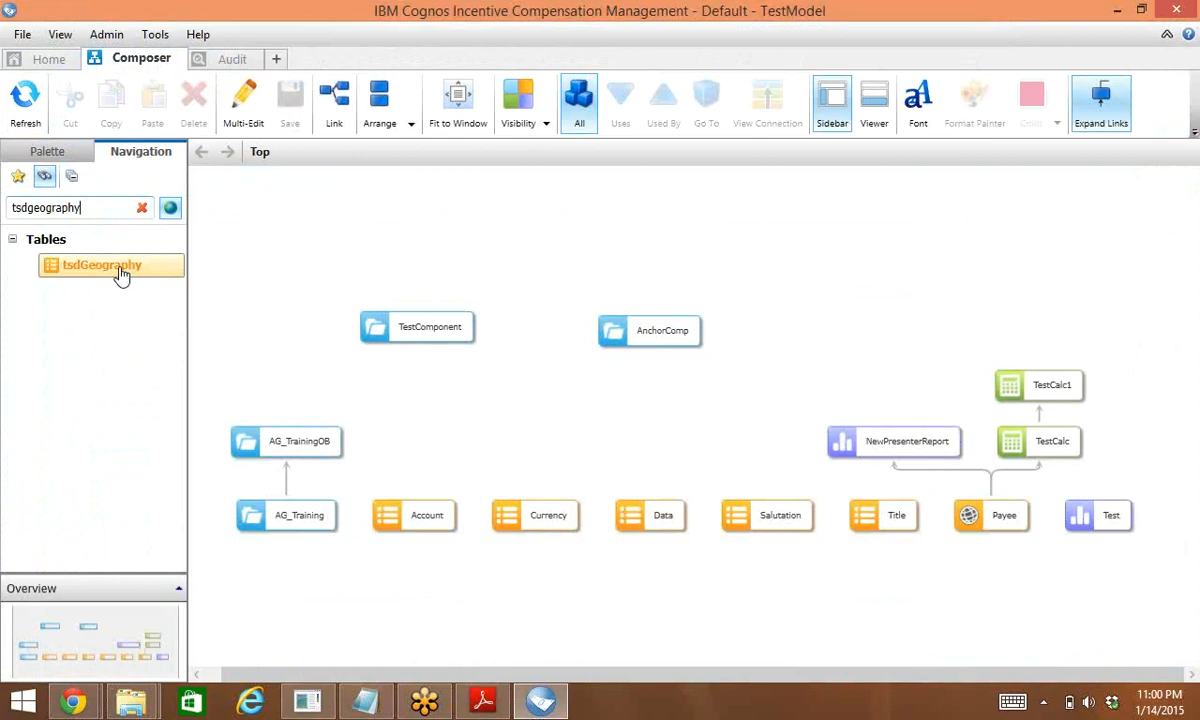 IBM Cognos Incentive Compensation Management - Default - TestModel
File View Admin Tools Help
Home Composer Audit +
Refresh Cut Copy Paste Delete Multi-Edit Save Link Arrange Fit to Window Visibility All Uses Used By Go To View Connection Sidebar Viewer Font Format Painter Expand Links
Palette Navigation Top
tsdgeography
Tables
tsdGeography
TestComponent AnchorComp
TestCalc1
AG_TrainingOB NewPresenterReport TestCalc
AG_Training Account Currency Data Salutation Title Payee Test
Overview
11:00 PM
1/14/2015